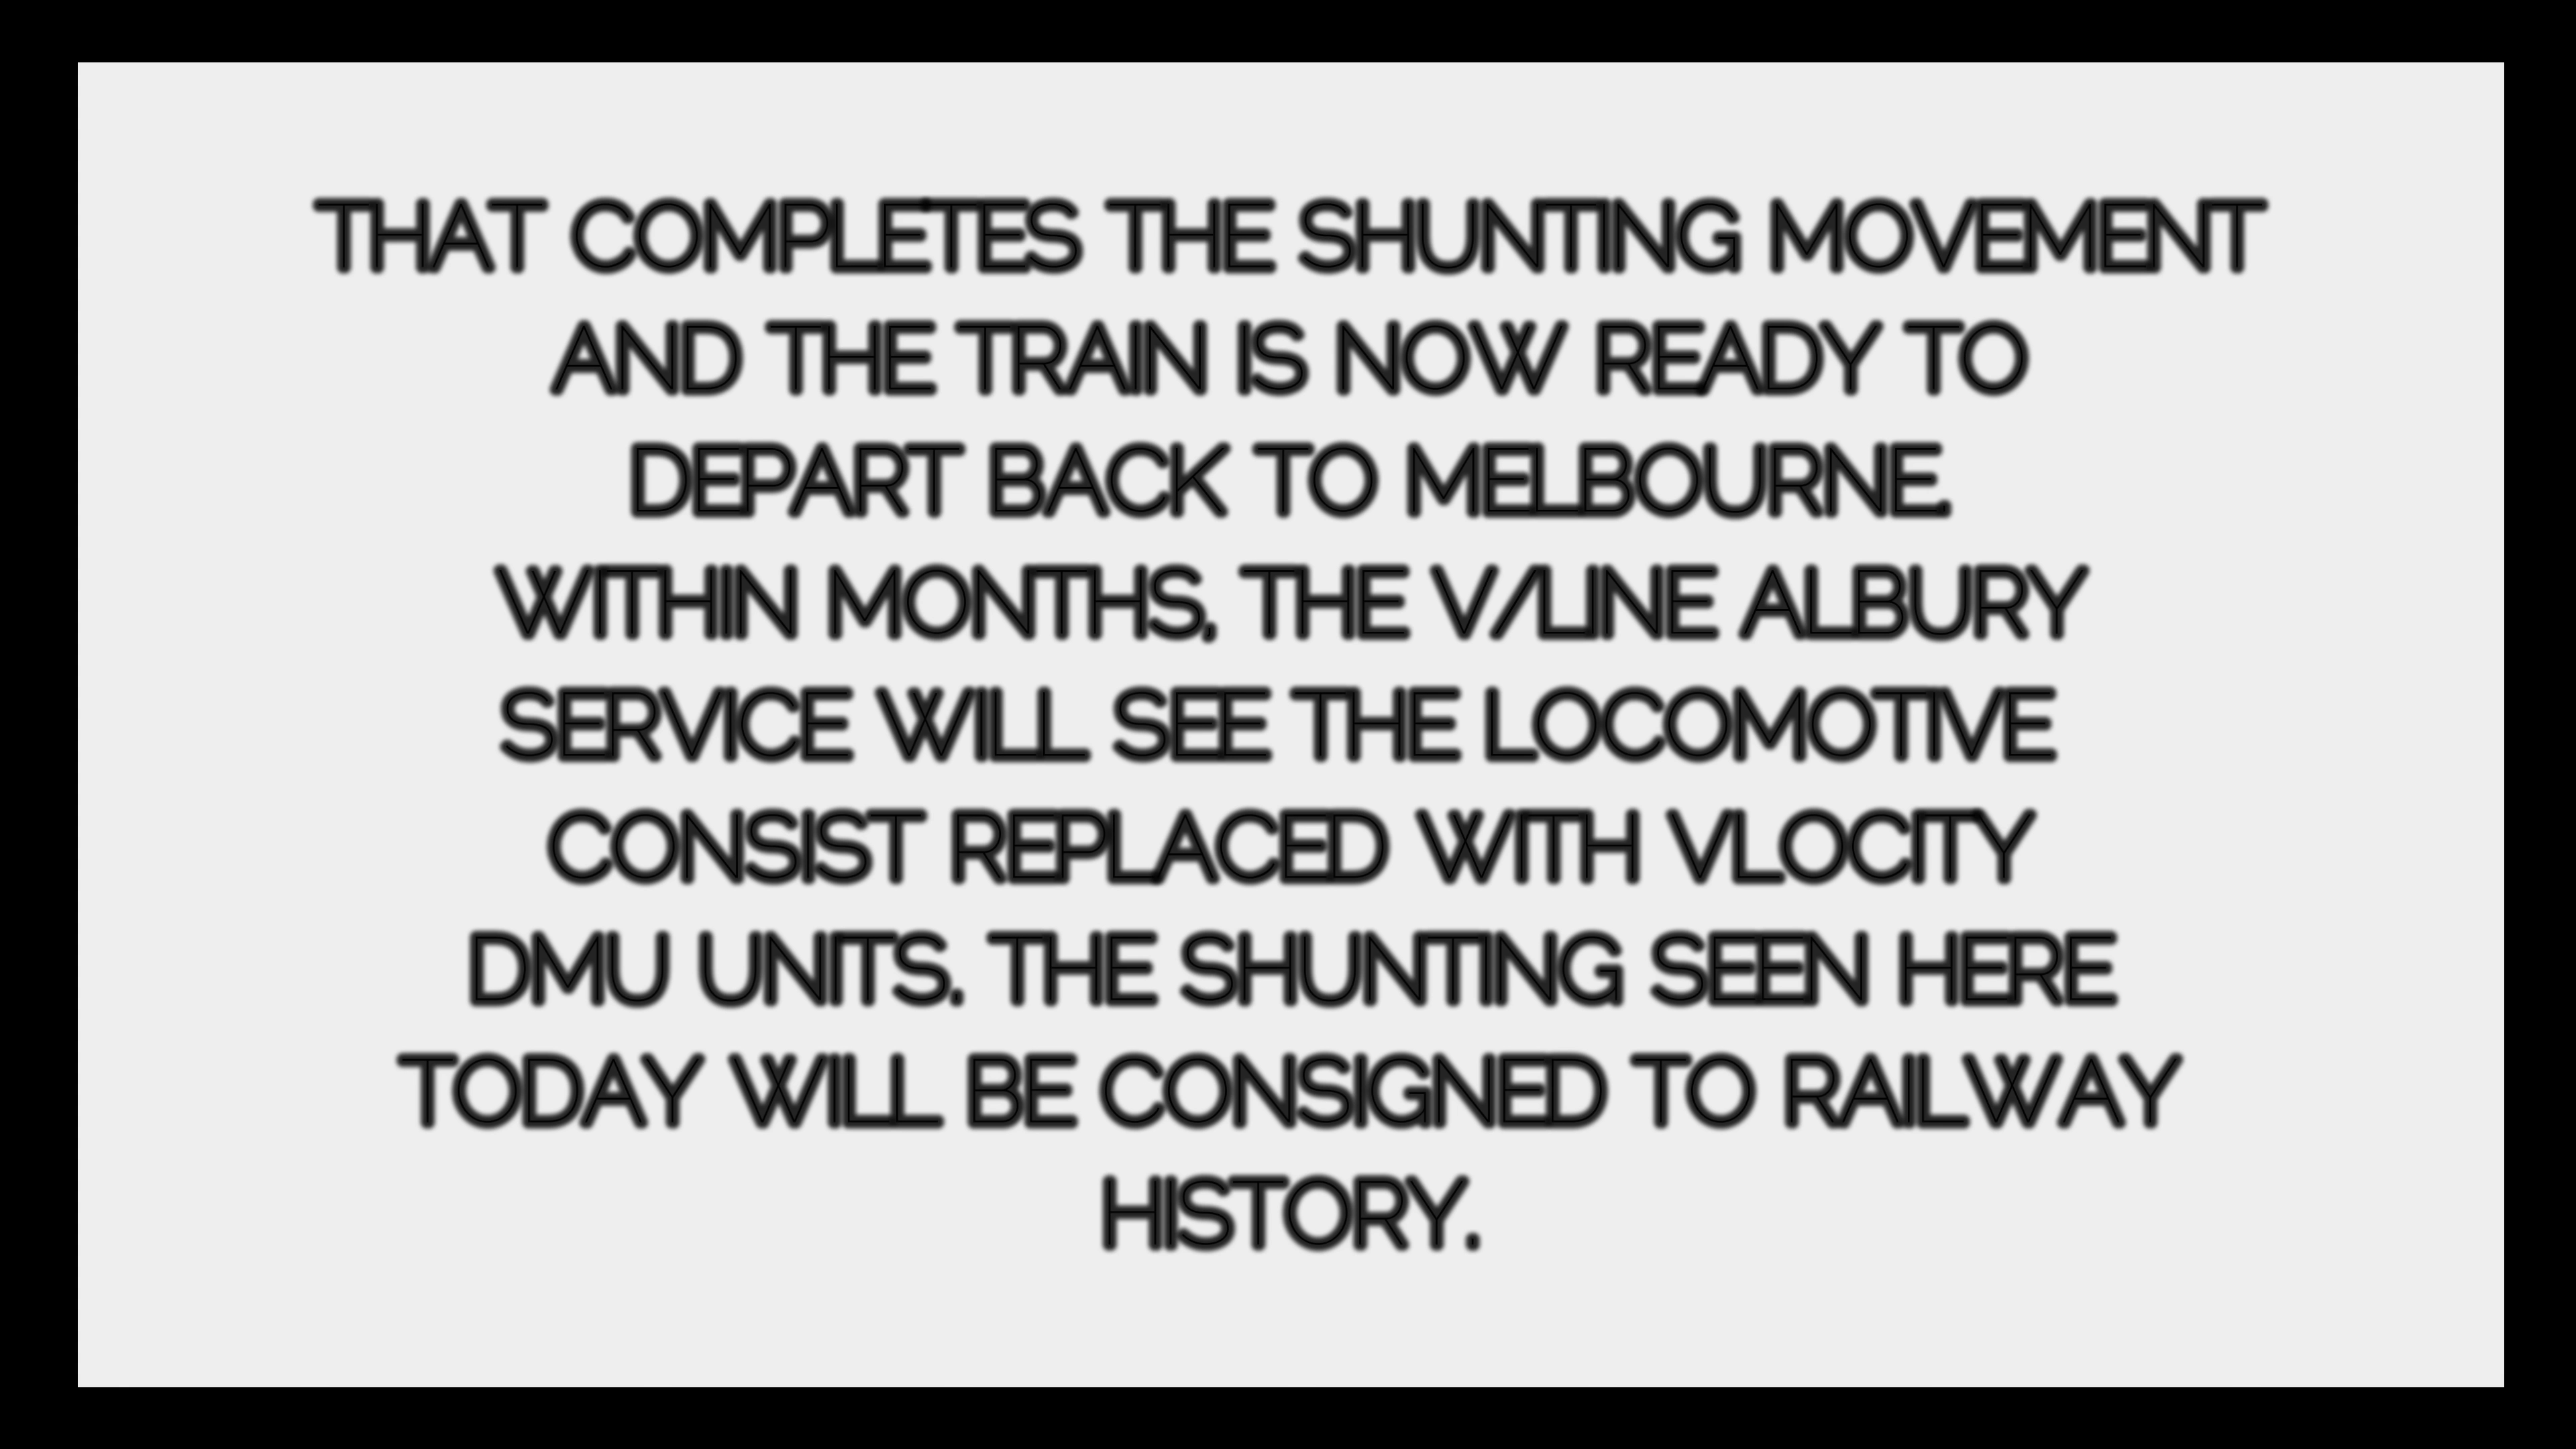 THAT COMPLETES THE SHUNTING MOVEMENT
AND THE TRAIN IS NOW READY TO
DEPART BACK TO MELBOURNE.
WITHIN MONTHS, THE V/LINE ALBURY
SERVICE WILL SEE THE LOCOMOTIVE
CONSIST REPLACED WITH VLOCITY
DMU UNITS. THE SHUNTING SEEN HERE
TODAY WILL BE CONSIGNED TO RAILWAY
HISTORY.